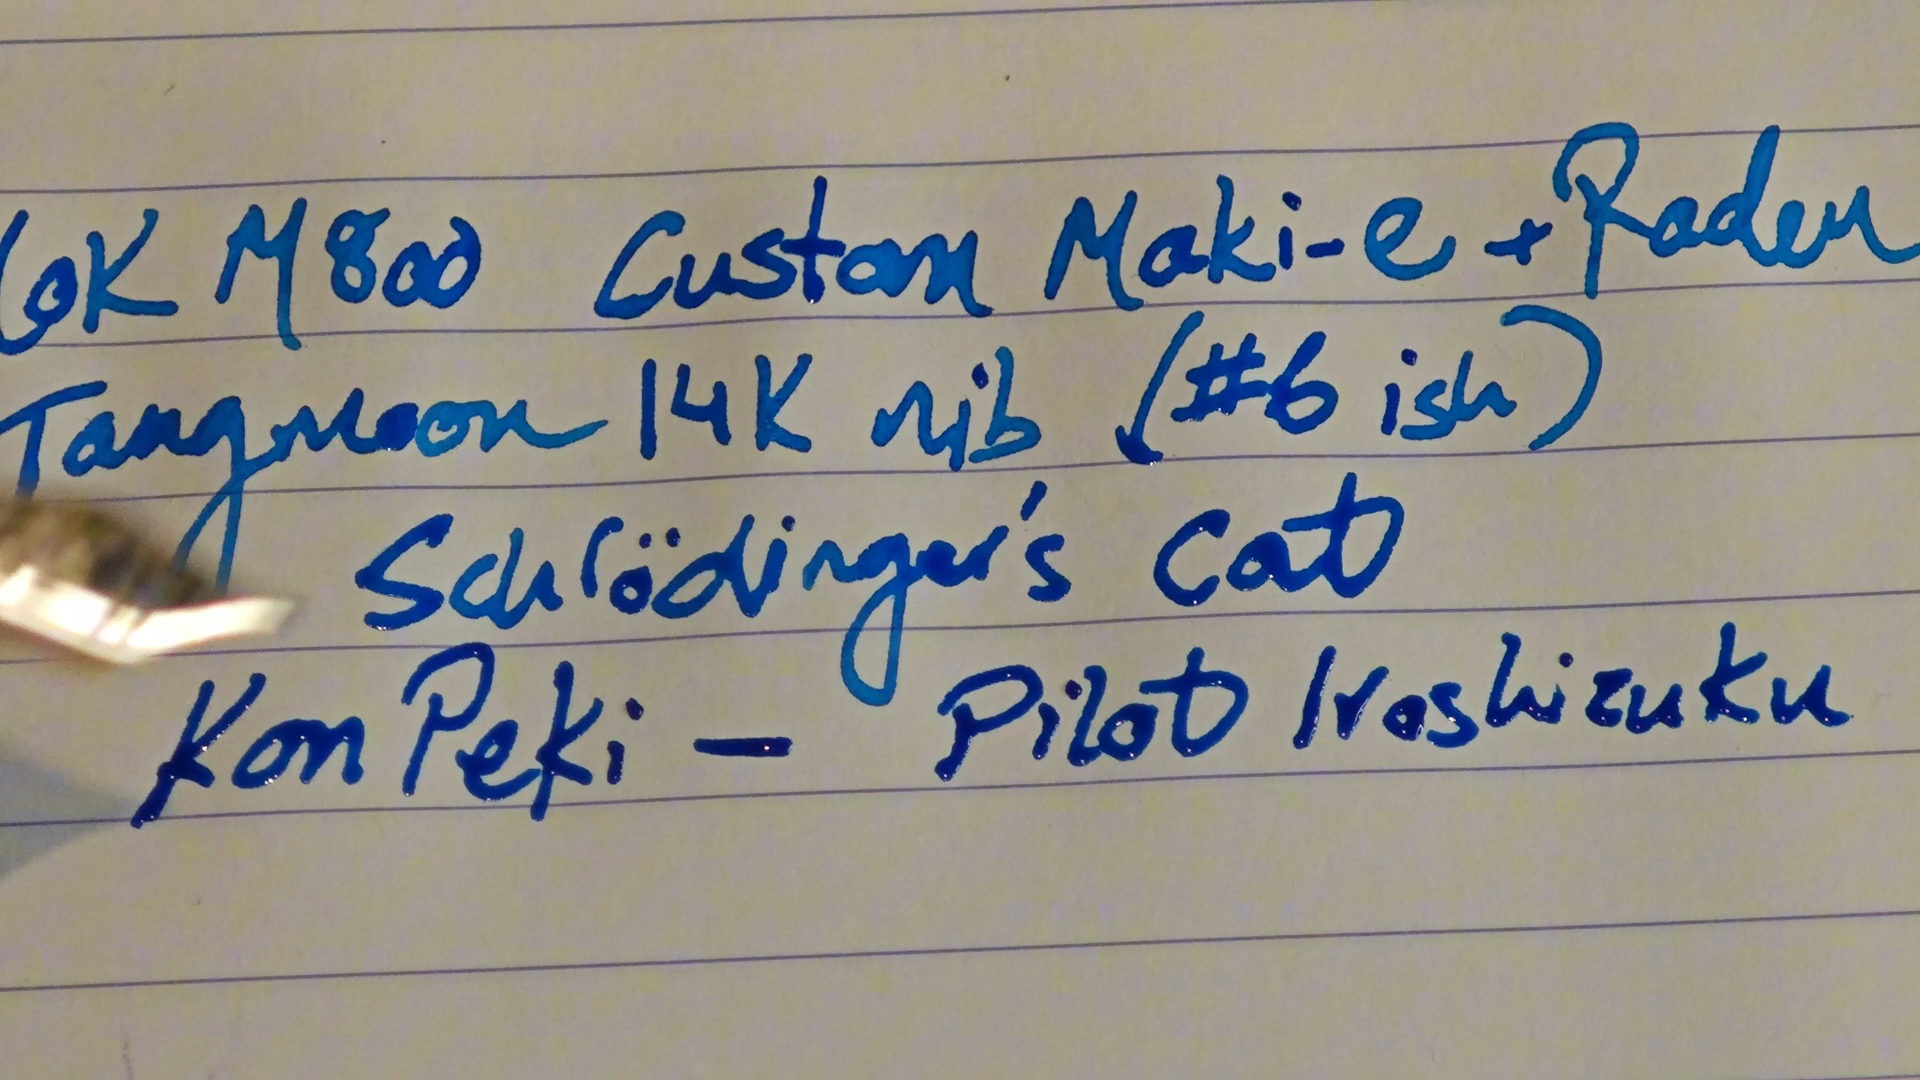 M800 Custom Maki-e + Raden
Tangmoon 14K nib (#6 ish)
Schrödinger's Cat
Kon Peki - Pilot Iroshizuku